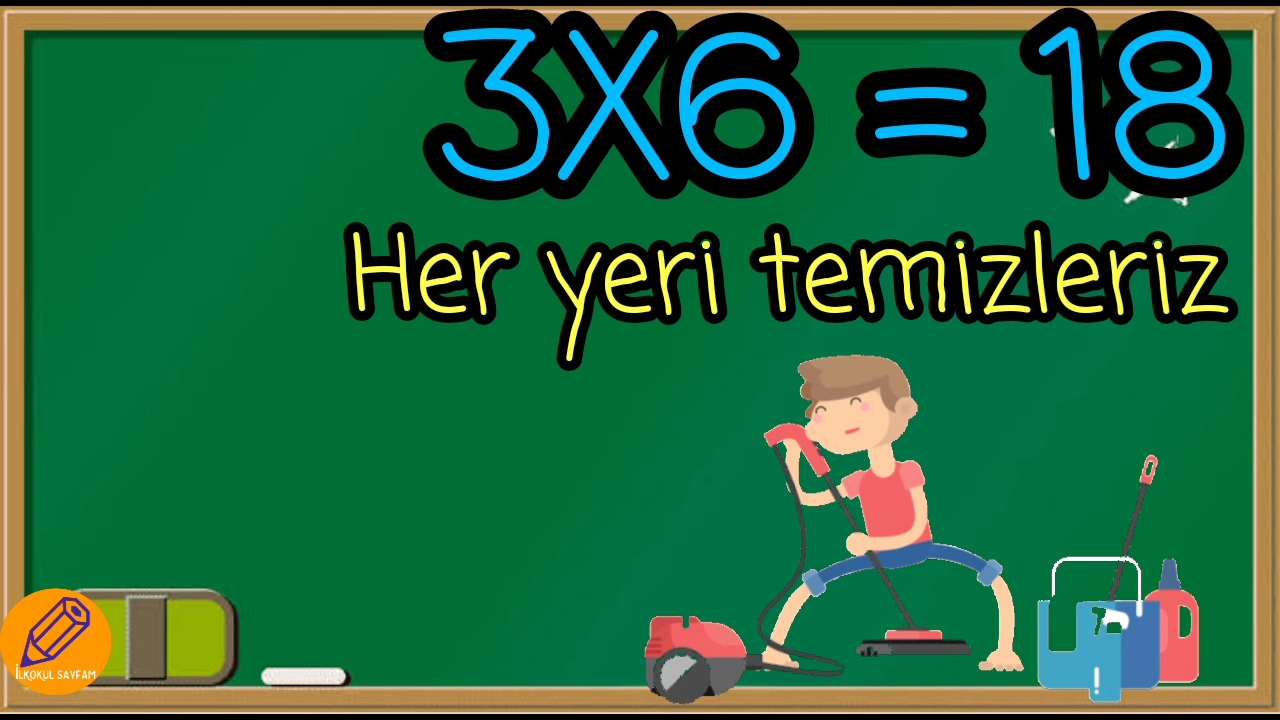 3X6 = 18
Her yeri temizleriz
İLKOKUL SAYFAM